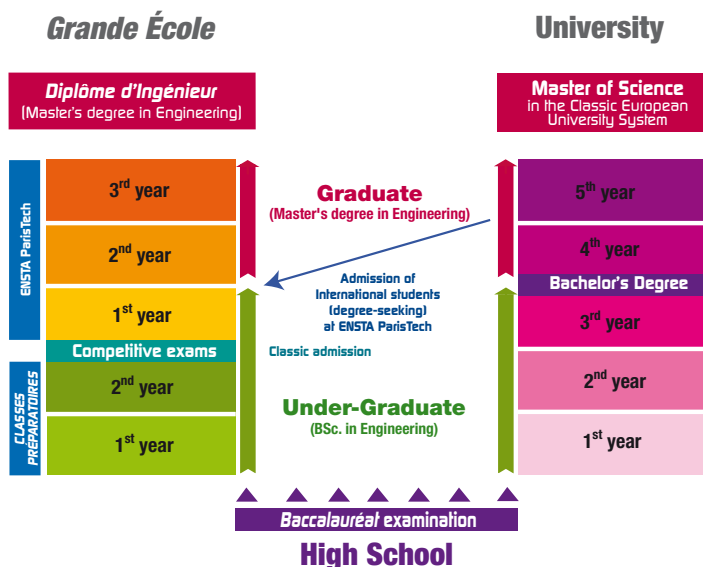 Grande École
University
Diplôme d'Ingénieur
(Master's degree in Engineering)
Master of Science
in the Classic European
University System
ENSTA ParisTech
3rd year
2nd year
1st year
Competitive exams
CLASSES
PRÉPARATOIRES
2nd year
1st year
Graduate
(Master's degree in Engineering)
Admission of
International students
(degree-seeking)
at ENSTA ParisTech
Classic admission
Under-Graduate
(BSc. in Engineering)
5th year
4th year
Bachelor's Degree
3rd year
2nd year
1st year
Baccalauréat examination
High School